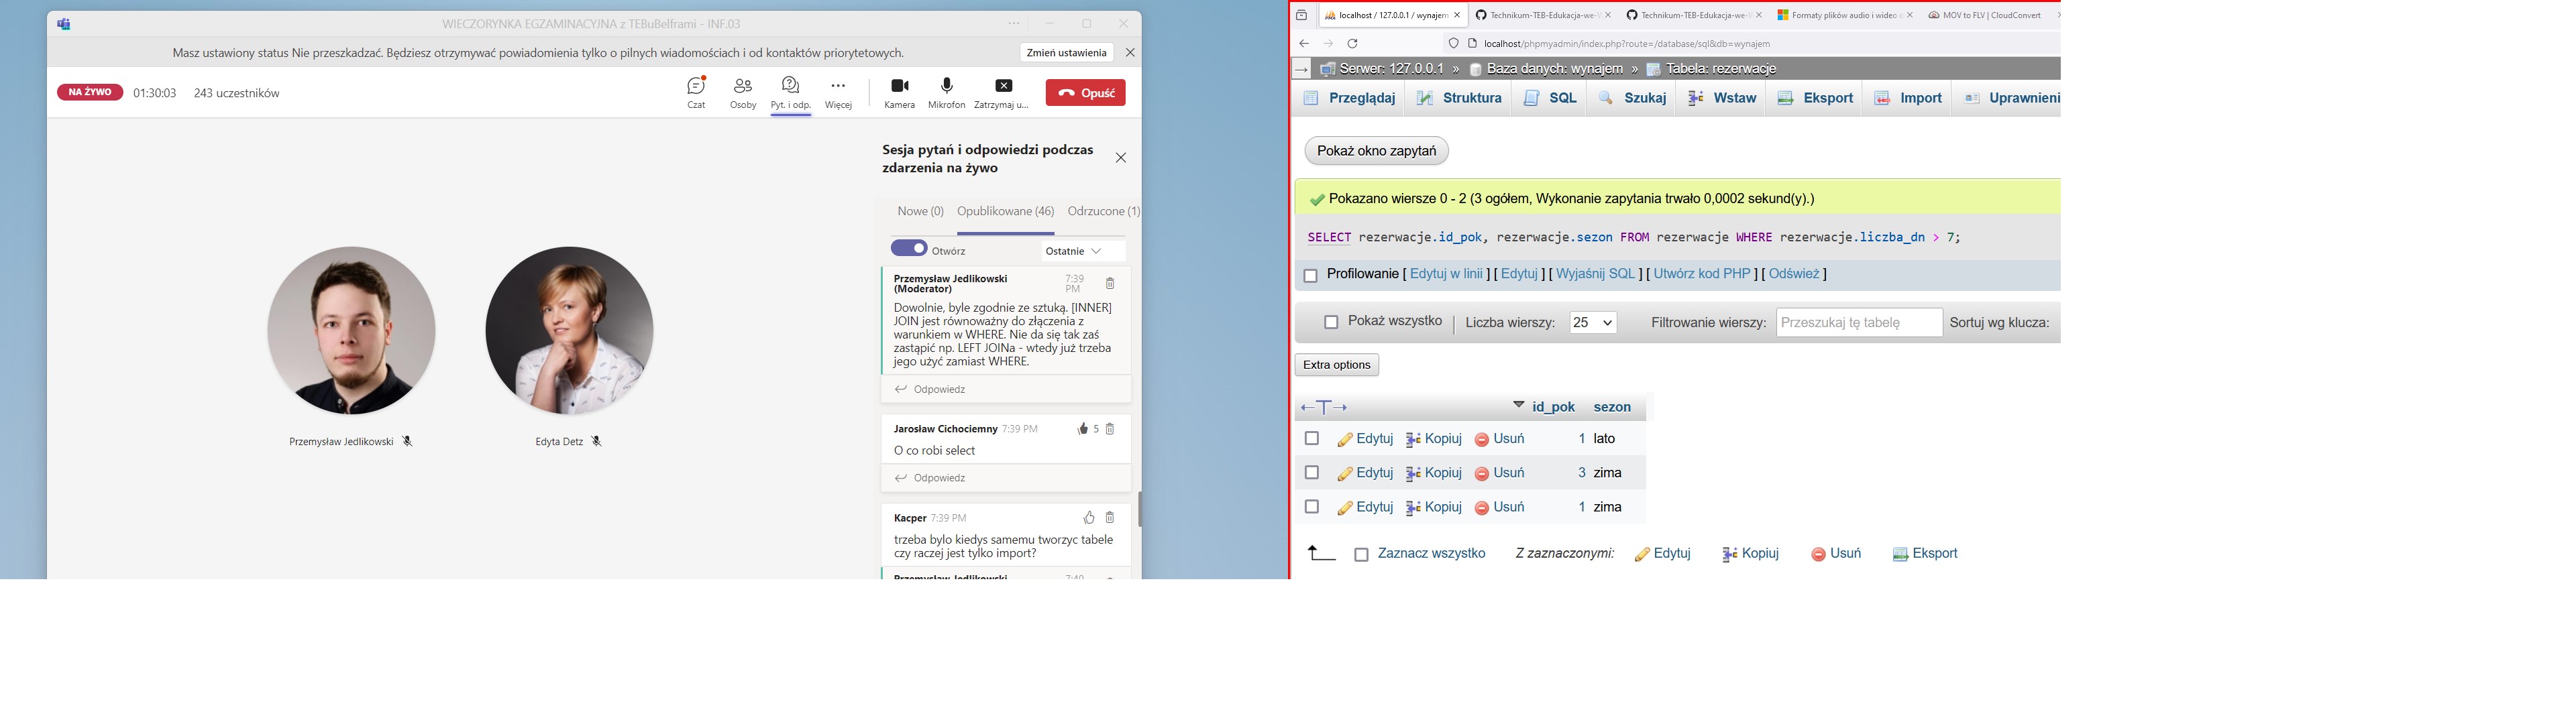 WIECZORYNKA EGZAMINACYJNA z TEBuBelframi - INF.03
Masz ustawiony status Nie przeszkadzać. Będziesz otrzymywać powiadomienia tylko o pilnych wiadomościach i od kontaktów priorytetowych.
Zmień ustawienia
NA ŻYWO 01:30:03 243 uczestników
Czat Osoby Pyt. i odp. Więcej Kamera Mikrofon Zatrzymaj u... Opuść
Przemysław Jedlikowski
Edyta Detz
Sesja pytań i odpowiedzi podczas
zdarzenia na żywo
Nowe (0) Opublikowane (46) Odrzucone (1)
Otwórz Ostatnie
Przemysław Jedlikowski
(Moderator)
7:39
PM
Dowolnie, byle zgodnie ze sztuką. [INNER]
JOIN jest równoważny do złączenia z
warunkiem w WHERE. Nie da się tak zaś
zastąpić np. LEFT JOINa - wtedy już trzeba
jego użyć zamiast WHERE.
Odpowiedz
Jarosław Cichociemny 7:39 PM 5
O co robi select
Odpowiedz
Kacper 7:39 PM
trzeba bylo kiedys samemu tworzyc tabele
czy raczej jest tylko import?
Przemysław Jedlikowski 7:40
localhost / 127.0.0.1 / wynajem
Technikum-TEB-Edukacja-we-
Technikum-TEB-Edukacja-we-
Formaty plików audio i wideo
MOV to FLV | CloudConvert
localhost/phpmyadmin/index.php?route=/database/sql&db=wynajem
Serwer: 127.0.0.1 » Baza danych: wynajem » Tabela: rezerwacje
Przeglądaj Struktura SQL Szukaj Wstaw Eksport Import Uprawnieni
Pokaż okno zapytań
Pokazano wiersze 0 - 2 (3 ogółem, Wykonanie zapytania trwało 0,0002 sekund(y).)
SELECT rezerwacje.id_pok, rezerwacje.sezon FROM rezerwacje WHERE rezerwacje.liczba_dn > 7;
Profilowanie [ Edytuj w linii ] [ Edytuj ] [ Wyjaśnij SQL ] [ Utwórz kod PHP ] [ Odśwież ]
Pokaż wszystko Liczba wierszy: 25 Filtrowanie wierszy: Przeszukaj tę tabelę Sortuj wg klucza:
Extra options
id_pok sezon
Edytuj Kopiuj Usuń 1 lato
Edytuj Kopiuj Usuń 3 zima
Edytuj Kopiuj Usuń 1 zima
Zaznacz wszystko Z zaznaczonymi: Edytuj Kopiuj Usuń Eksport